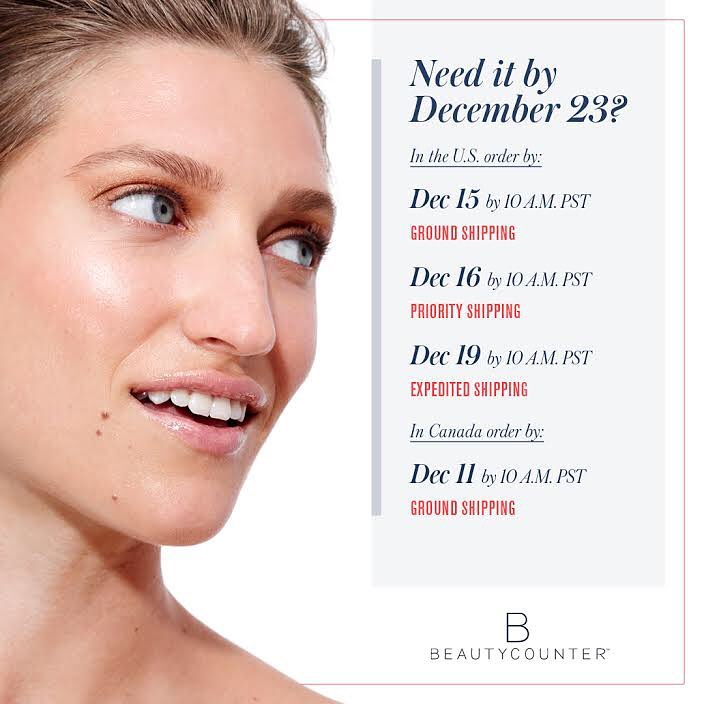 Need it by
December 23?
In the U.S. order by:
Dec 15 by 10 A.M. PST
GROUND SHIPPING
Dec 16 by 10 A.M. PST
PRIORITY SHIPPING
Dec 19 by 10 A.M. PST
EXPEDITED SHIPPING
In Canada order by:
Dec 11 by 10 A.M. PST
GROUND SHIPPING
B
BEAUTYCOUNTER™